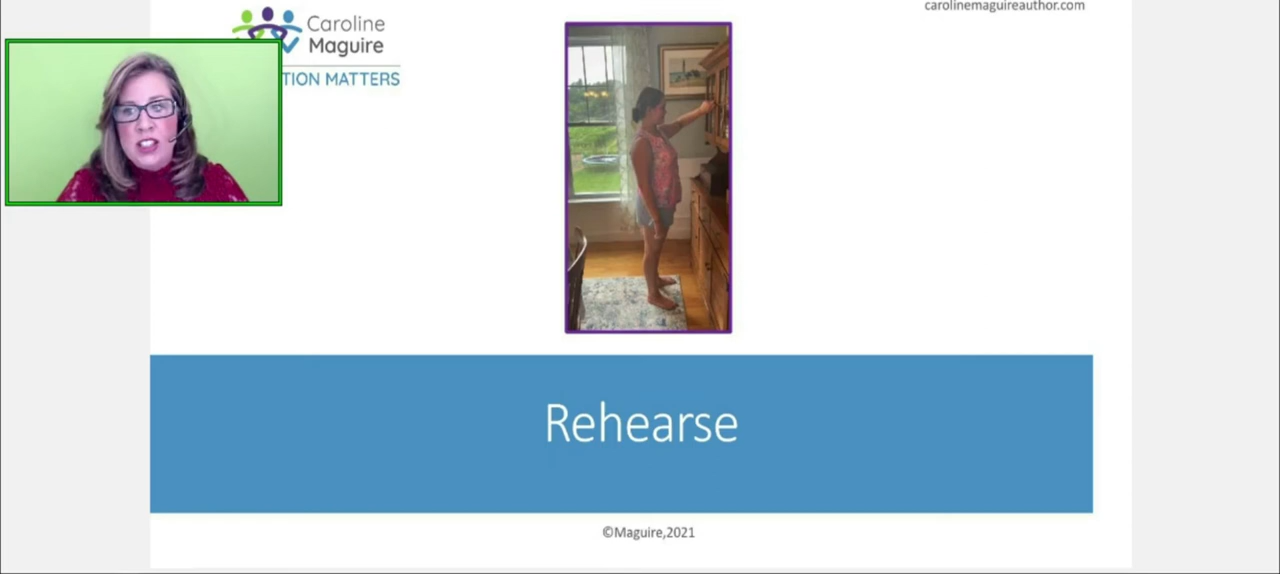 carolinemaguireauthor.com
Caroline
Maguire
TION MATTERS
Rehearse
©Maguire,2021